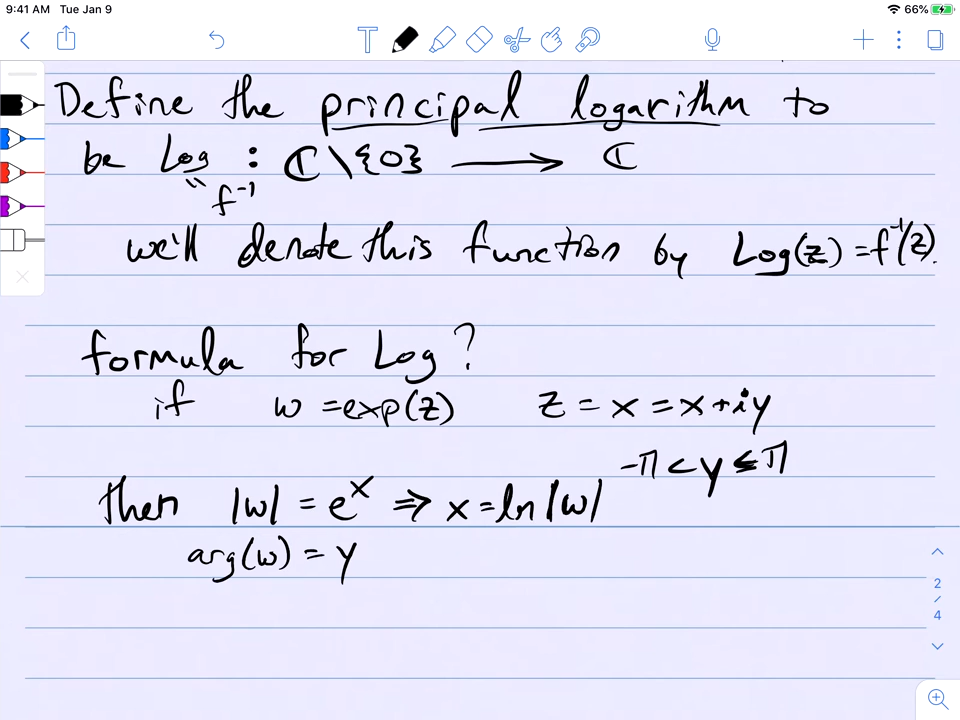 9:41 AM Tue Jan 9
66%
T
Define the principal logarithm to
be Log : ℂ \ {0} ⟶ ℂ
" f⁻¹
we'll denote this function by Log(z) = f⁻¹(z).
formula for Log?
if w = exp(z) z = x = x + iy
-π < y ≤ π
then |w| = eˣ ⇒ x = ln |w|
arg(w) = y
2
/
4